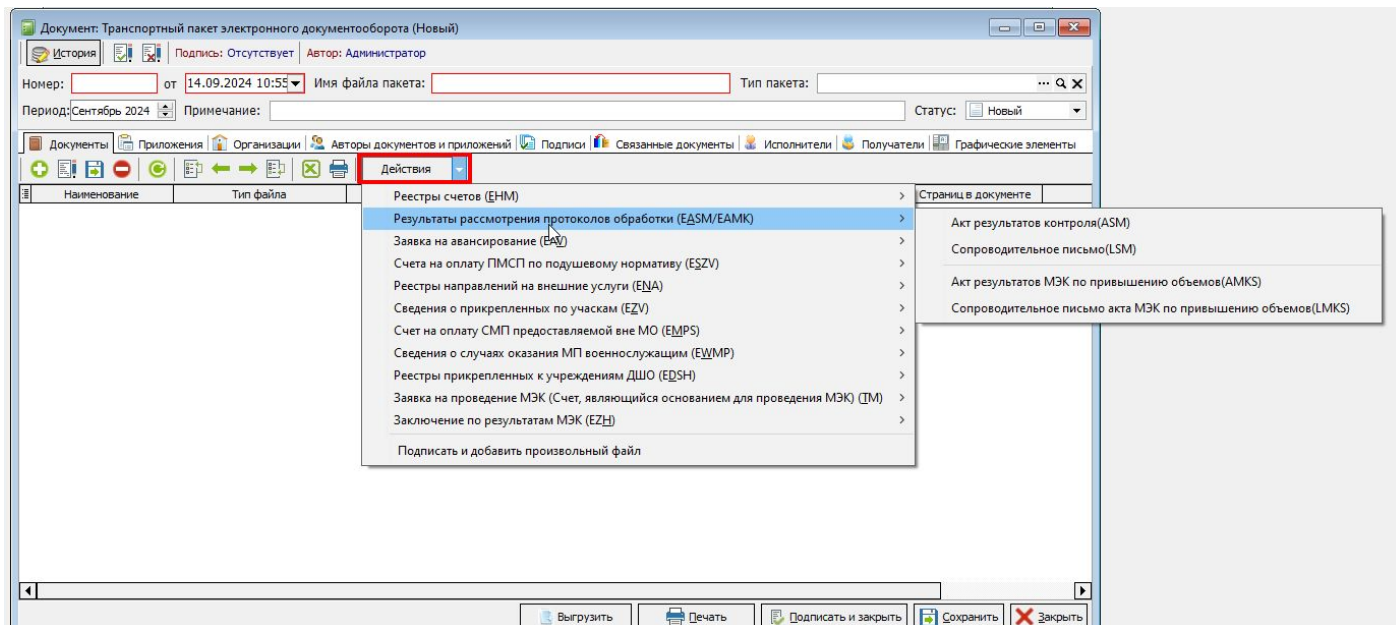 Документ: Транспортный пакет электронного документооборота (Новый)
История Подпись: Отсутствует Автор: Администратор
Номер: от 14.09.2024 10:55 Имя файла пакета: Тип пакета:
Период: Сентябрь 2024 Примечание: Статус: Новый
Документы Приложения Организации Авторы документов и приложений Подписи Связанные документы Исполнители Получатели Графические элементы
Действия
Наименование Тип файла Страниц в документе
Реестры счетов (EHM)
Результаты рассмотрения протоколов обработки (EASM/EAMK)
Акт результатов контроля(ASM)
Заявка на авансирование (EAV)
Сопроводительное письмо(LSM)
Счета на оплату ПМСП по подушевому нормативу (ESZV)
Реестры направлений на внешние услуги (ENA)
Акт результатов МЭК по привышению объемов(AMKS)
Сведения о прикрепленных по учаскам (EZV)
Сопроводительное письмо акта МЭК по привышению объемов(LMKS)
Счет на оплату СМП предоставляемой вне МО (EMPS)
Сведения о случаях оказания МП военнослужащим (EWMP)
Реестры прикрепленных к учреждениям ДШО (EDSH)
Заявка на проведение МЭК (Счет, являющийся основанием для проведения МЭК) (TM)
Заключение по результатам МЭК (EZH)
Подписать и добавить произвольный файл
Выгрузить Печать Подписать и закрыть Сохранить Закрыть